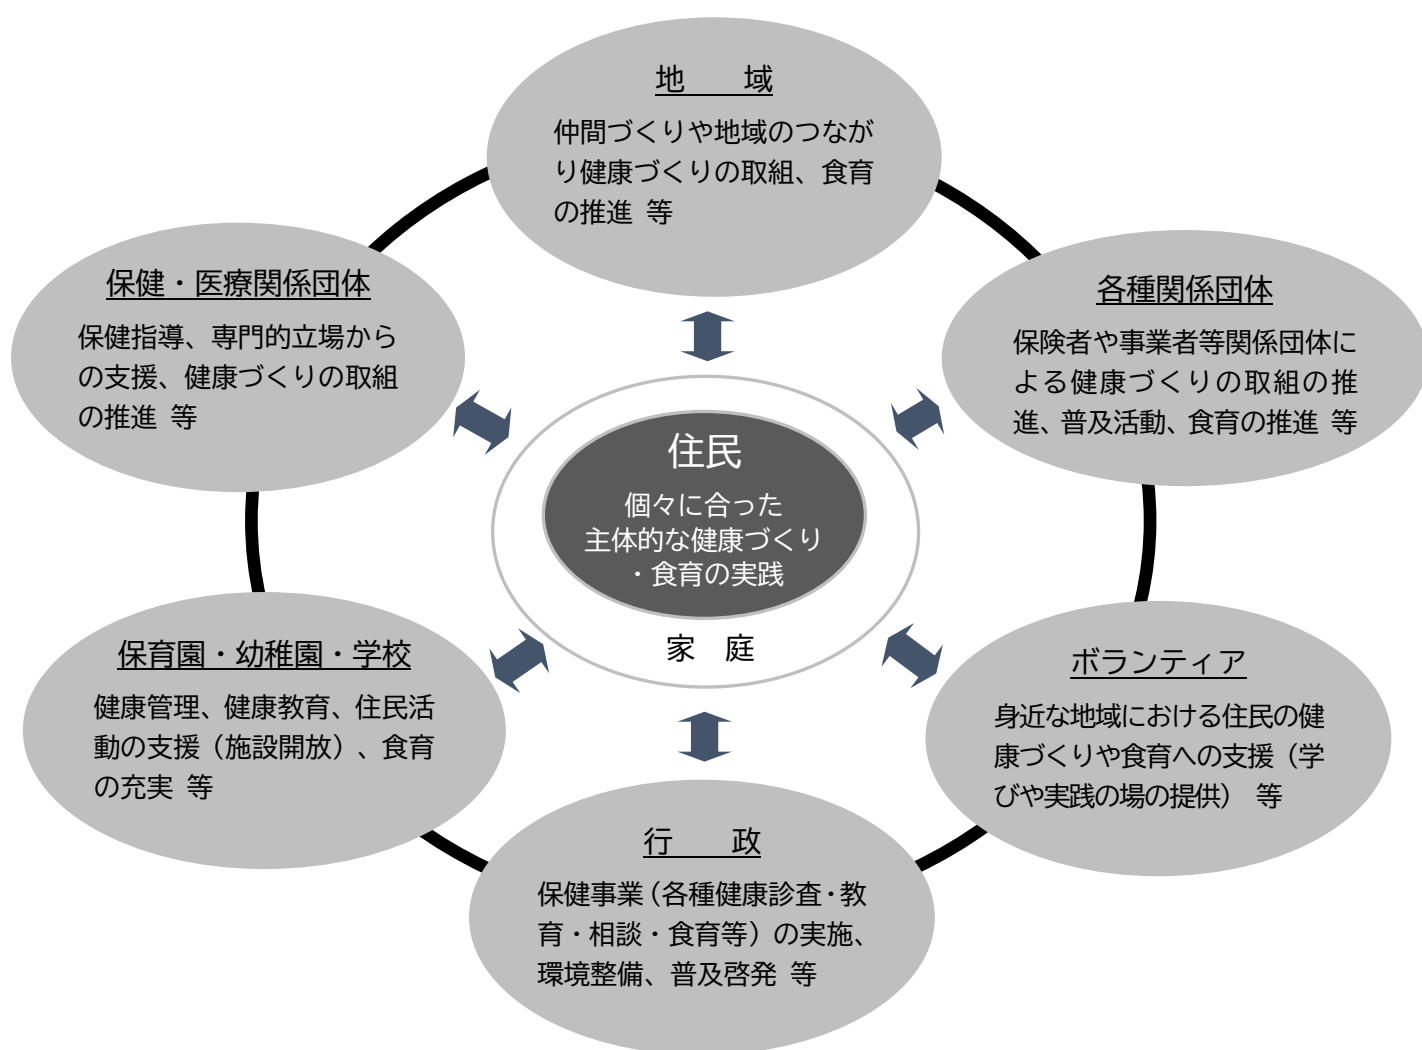 地　域
仲間づくりや地域のつなが
り健康づくりの取組、食育
の推進 等
保健・医療関係団体
保健指導、専門的立場から
の支援、健康づくりの取組
の推進 等
各種関係団体
保険者や事業者等関係団体に
よる健康づくりの取組の推
進、普及活動、食育の推進 等
住民
個々に合った
主体的な健康づくり
・食育の実践
家　庭
保育園・幼稚園・学校
健康管理、健康教育、住民活
動の支援（施設開放）、食育
の充実 等
ボランティア
身近な地域における住民の健
康づくりや食育への支援（学
びや実践の場の提供） 等
行　政
保健事業（各種健康診査・教
育・相談・食育等）の実施、
環境整備、普及啓発 等